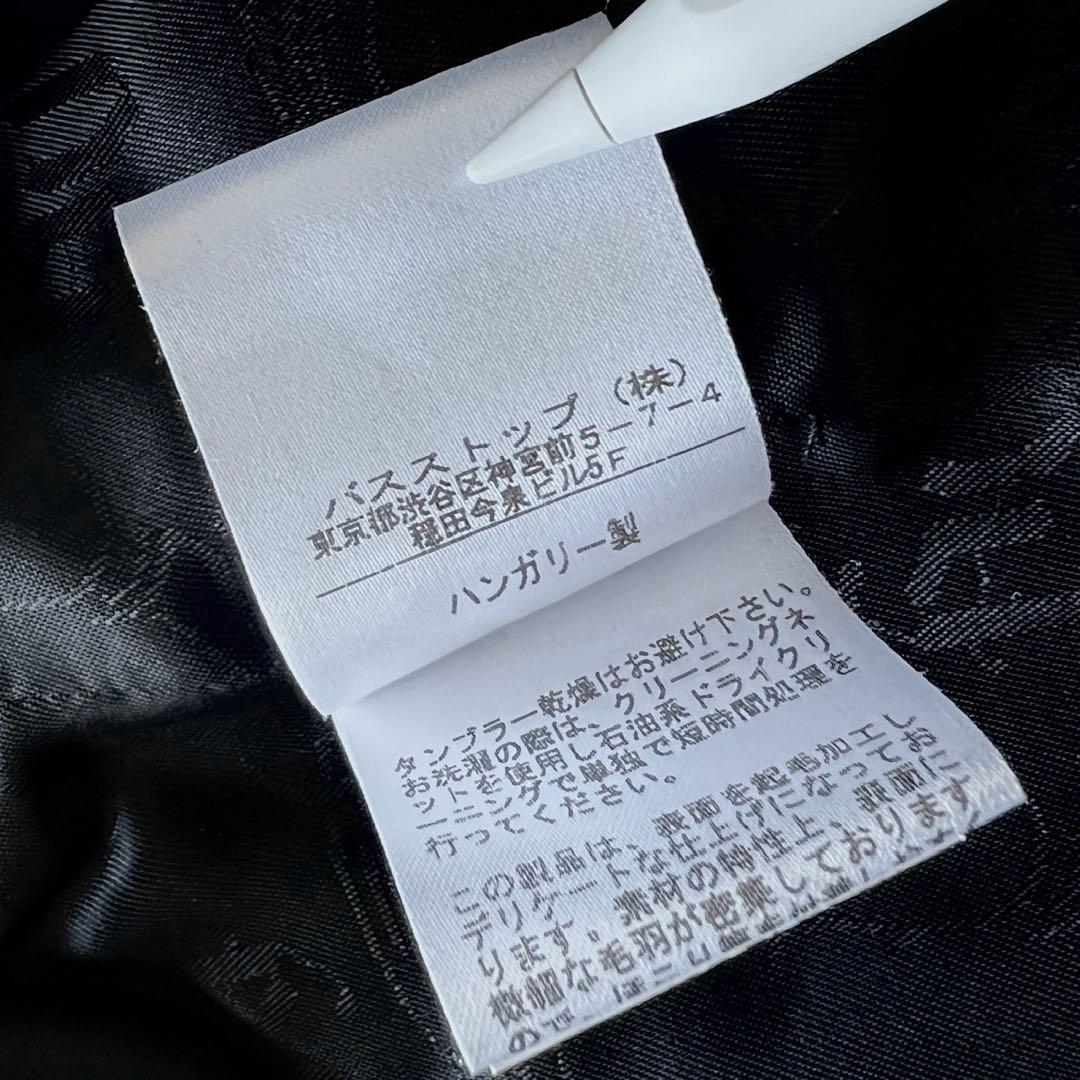 バスストップ（株）
東京都渋谷区神宮前５－７－４
穏田今泉ビル５Ｆ
ハンガリー製
タンブラー乾燥はお避け下さい。
お洗濯の際は、クリーニングネ
ットを使用し石油系ドライクリ
ーニングで単独で短時間処理を
行ってください。
この製品は、表面を起毛加工し
デリケートな仕上げになってお
ります。素材の特性上、表面に
微細な毛羽が密集しております